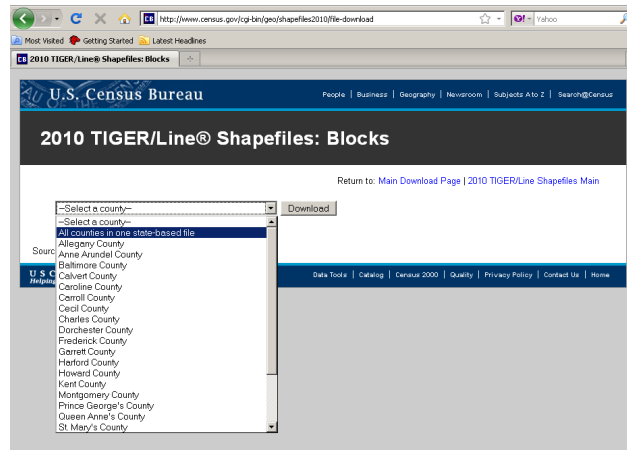 http://www.census.gov/cgi-bin/geo/shapefiles2010/file-download
Yahoo
Most Visited Getting Started Latest Headlines
2010 TIGER/Line® Shapefiles: Blocks
U.S. Census Bureau
People | Business | Geography | Newsroom | Subjects A to Z | Search@Census
2010 TIGER/Line® Shapefiles: Blocks
Return to: Main Download Page | 2010 TIGER/Line Shapefiles Main
--Select a county--
Download
--Select a county--
All counties in one state-based file
Allegany County
Anne Arundel County
Baltimore County
Calvert County
Caroline County
Carroll County
Cecil County
Charles County
Dorchester County
Frederick County
Garrett County
Harford County
Howard County
Kent County
Montgomery County
Prince George's County
Queen Anne's County
St. Mary's County
Sourc
U S C
Helping
Data Tools | Catalog | Census 2000 | Quality | Privacy Policy | Contact Us | Home